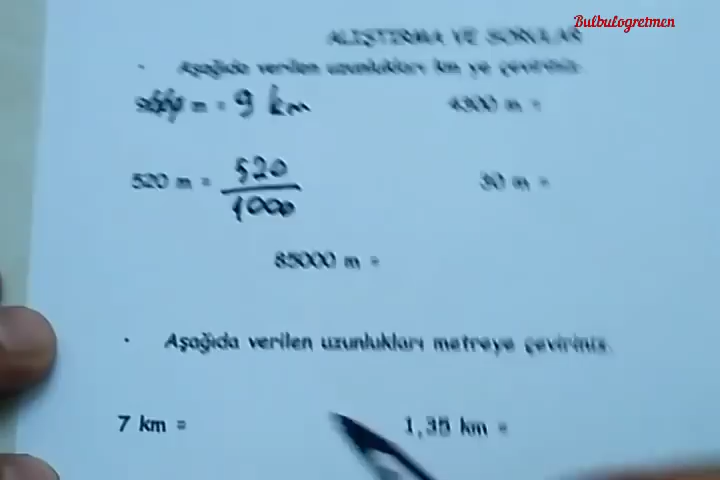 Bulbulogretmen
ALIŞTIRMA VE SORULAR
• Aşağıda verilen uzunlukları km ye çeviriniz.
9000 m = 9 km 4300 m =
520 m = 520/1000 30 m =
85000 m =
• Aşağıda verilen uzunlukları metreye çeviriniz.
7 km = 1,35 km =